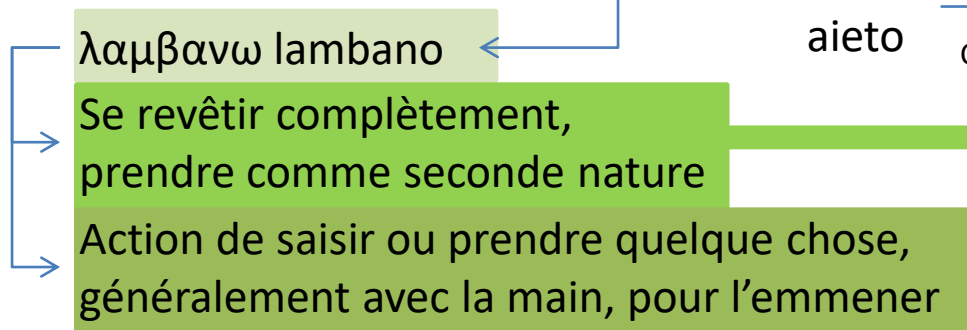 λαμβανω lambano
aieto
Se revêtir complètement,
prendre comme seconde nature
Action de saisir ou prendre quelque chose,
généralement avec la main, pour l’emmener